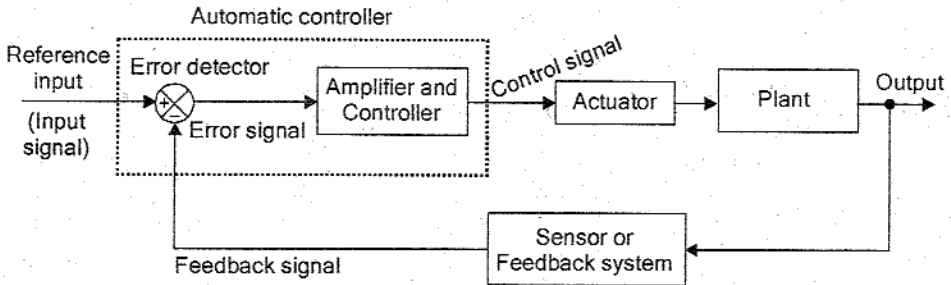 Automatic controller
Reference
input
(Input
signal)
Error detector
+
−
Error signal
Amplifier and
Controller
Control signal
Actuator
Plant
Output
Sensor or
Feedback system
Feedback signal